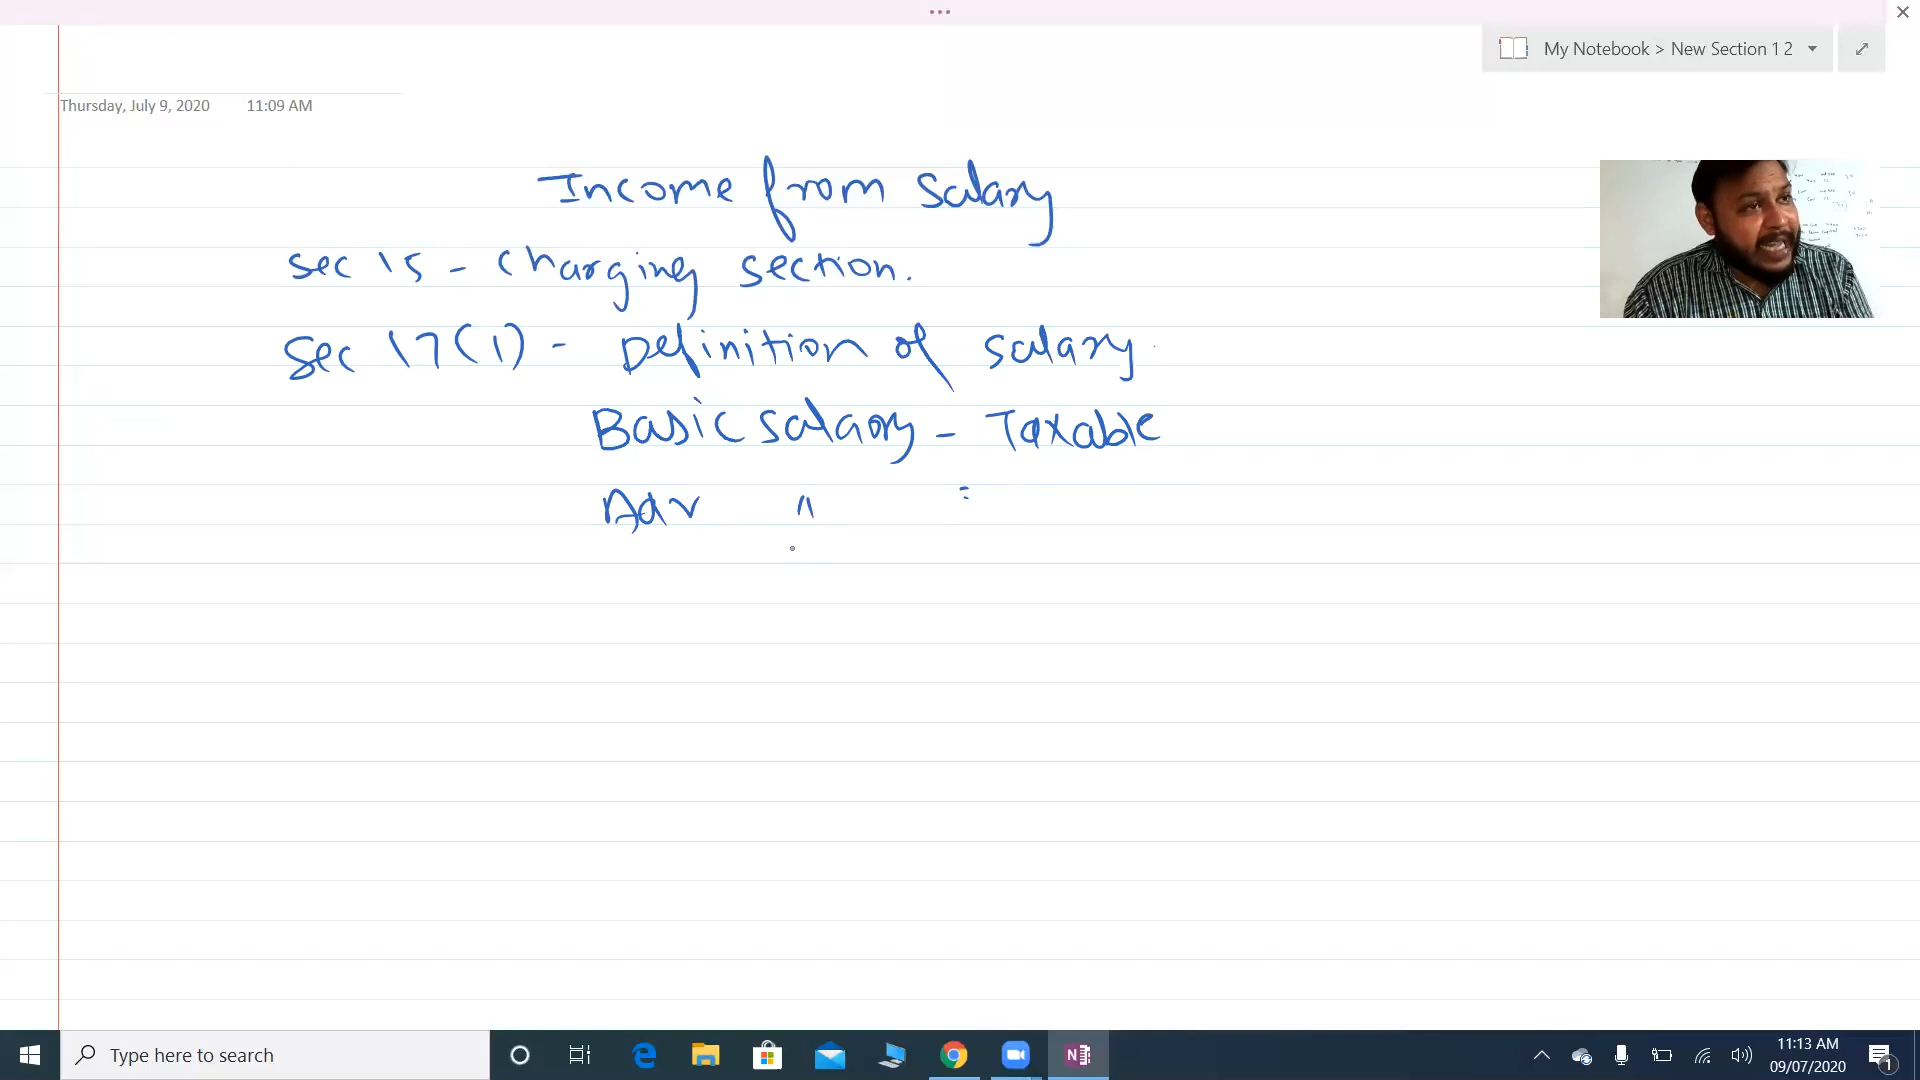 My Notebook > New Section 1 2
Thursday, July 9, 2020 11:09 AM
Income from Salary
Sec 15 - Charging section.
Sec 17(1) - Definition of salary
Basic salary - Taxable
Adv " =
Type here to search
11:13 AM
09/07/2020
1